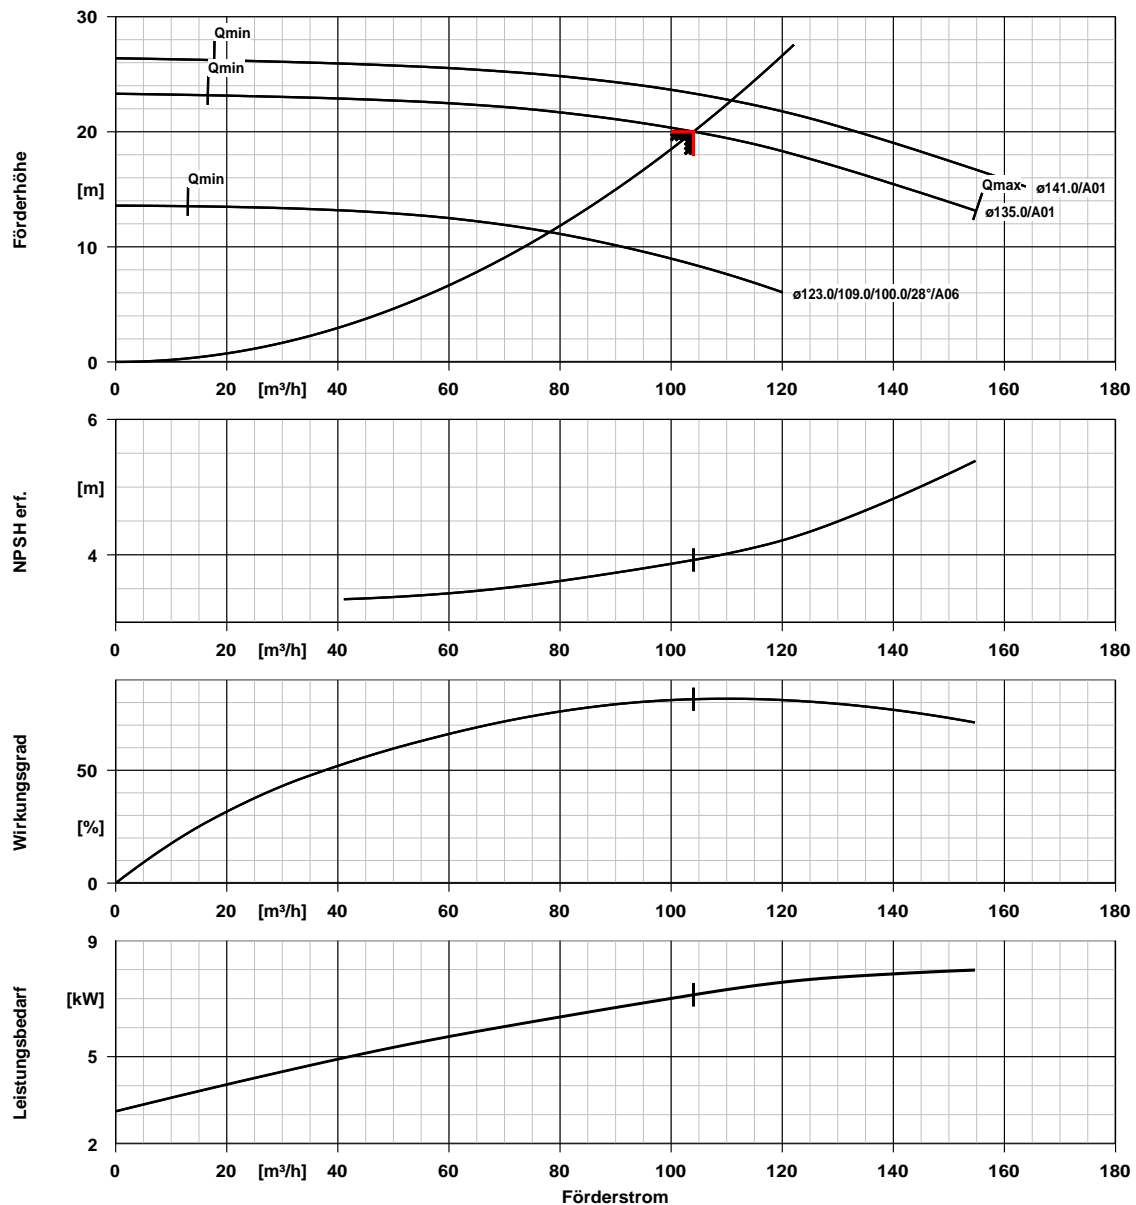 30
Qmin
Qmin
20
[m]
Qmin
Qmax
ø141.0/A01
ø135.0/A01
10
ø123.0/109.0/100.0/28°/A06
0
Förderhöhe
0 20 [m³/h] 40 60 80 100 120 140 160 180
6
[m]
4
NPSH erf.
0 20 [m³/h] 40 60 80 100 120 140 160 180
50
[%]
0
Wirkungsgrad
0 20 [m³/h] 40 60 80 100 120 140 160 180
9
[kW]
5
2
Leistungsbedarf
0 20 [m³/h] 40 60 80 100 120 140 160 180
Förderstrom